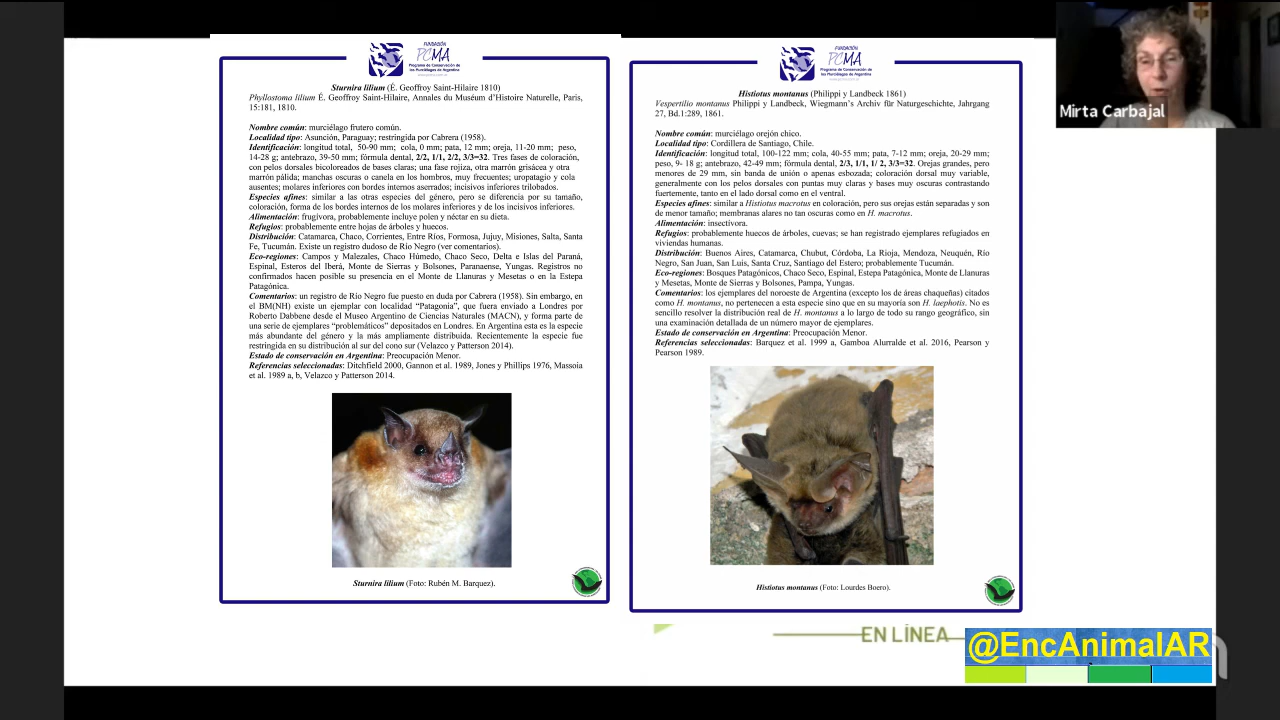 FUNDACIÓN
PCMA
Programa de Conservación de
los Murciélagos de Argentina
Sturnira lilium (É. Geoffroy Saint-Hilaire 1810)
Phyllostoma lilium É. Geoffroy Saint-Hilaire, Annales du Muséum d'Histoire Naturelle, Paris,
15:181, 1810.
Nombre común: murciélago frutero común.
Localidad tipo: Asunción, Paraguay; restringida por Cabrera (1958).
Identificación: longitud total, 50-90 mm; cola, 0 mm; pata, 12 mm; oreja, 11-20 mm; peso,
14-28 g; antebrazo, 39-50 mm; fórmula dental, 2/2, 1/1, 2/2, 3/3=32. Tres fases de coloración,
con pelos dorsales bicoloreados de bases claras; una fase rojiza, otra marrón grisácea y otra
marrón pálida; manchas oscuras o canela en los hombros, muy frecuentes; uropatagio y cola
ausentes; molares inferiores con bordes internos aserrados; incisivos inferiores trilobados.
Especies afines: similar a las otras especies del género, pero se diferencia por su tamaño,
coloración, forma de los bordes internos de los molares inferiores y de los incisivos inferiores.
Alimentación: frugívora, probablemente incluye polen y néctar en su dieta.
Refugios: probablemente entre hojas de árboles y huecos.
Distribución: Catamarca, Chaco, Corrientes, Entre Ríos, Formosa, Jujuy, Misiones, Salta, Santa
Fe, Tucumán. Existe un registro dudoso de Río Negro (ver comentarios).
Eco-regiones: Campos y Malezales, Chaco Húmedo, Chaco Seco, Delta e Islas del Paraná,
Espinal, Esteros del Iberá, Monte de Sierras y Bolsones, Paranaense, Yungas. Registros no
confirmados hacen posible su presencia en el Monte de Llanuras y Mesetas o en la Estepa
Patagónica.
Comentarios: un registro de Río Negro fue puesto en duda por Cabrera (1958). Sin embargo, en
el BM(NH) existe un ejemplar con localidad "Patagonia", que fuera enviado a Londres por
Roberto Dabbene desde el Museo Argentino de Ciencias Naturales (MACN), y forma parte de
una serie de ejemplares "problemáticos" depositados en Londres. En Argentina esta es la especie
más abundante del género y la más ampliamente distribuida. Recientemente la especie fue
restringida en su distribución al sur del cono sur (Velazco y Patterson 2014).
Estado de conservación en Argentina: Preocupación Menor.
Referencias seleccionadas: Ditchfield 2000, Gannon et al. 1989, Jones y Phillips 1976, Massoia
et al. 1989 a, b, Velazco y Patterson 2014.
Sturnira lilium (Foto: Rubén M. Barquez).
FUNDACIÓN
PCMA
Programa de Conservación de
los Murciélagos de Argentina
Histiotus montanus (Philippi y Landbeck 1861)
Vespertilio montanus Philippi y Landbeck, Wiegmann's Archiv für Naturgeschichte, Jahrgang
27, Bd.1:289, 1861.
Nombre común: murciélago orejón chico.
Localidad tipo: Cordillera de Santiago, Chile.
Identificación: longitud total, 100-122 mm; cola, 40-55 mm; pata, 7-12 mm; oreja, 20-29 mm;
peso, 9- 18 g; antebrazo, 42-49 mm; fórmula dental, 2/3, 1/1, 1/ 2, 3/3=32. Orejas grandes, pero
menores de 29 mm, sin banda de unión o apenas esbozada; coloración dorsal muy variable,
generalmente con los pelos dorsales con puntas muy claras y bases muy oscuras contrastando
fuertemente, tanto en el lado dorsal como en el ventral.
Especies afines: similar a Histiotus macrotus en coloración, pero sus orejas están separadas y son
de menor tamaño; membranas alares no tan oscuras como en H. macrotus.
Alimentación: insectívora.
Refugios: probablemente huecos de árboles, cuevas; se han registrado ejemplares refugiados en
viviendas humanas.
Distribución: Buenos Aires, Catamarca, Chubut, Córdoba, La Rioja, Mendoza, Neuquén, Río
Negro, San Juan, San Luis, Santa Cruz, Santiago del Estero; probablemente Tucumán.
Eco-regiones: Bosques Patagónicos, Chaco Seco, Espinal, Estepa Patagónica, Monte de Llanuras
y Mesetas, Monte de Sierras y Bolsones, Pampa, Yungas.
Comentarios: los ejemplares del noroeste de Argentina (excepto los de áreas chaqueñas) citados
como H. montanus, no pertenecen a esta especie sino que en su mayoría son H. laephotis. No es
sencillo resolver la distribución real de H. montanus a lo largo de todo su rango geográfico, sin
una examinación detallada de un número mayor de ejemplares.
Estado de conservación en Argentina: Preocupación Menor.
Referencias seleccionadas: Barquez et al. 1999 a, Gamboa Alurralde et al. 2016, Pearson y
Pearson 1989.
Histiotus montanus (Foto: Lourdes Boero).
Mirta Carbajal
EN LÍNEA
@EncAnimalAR